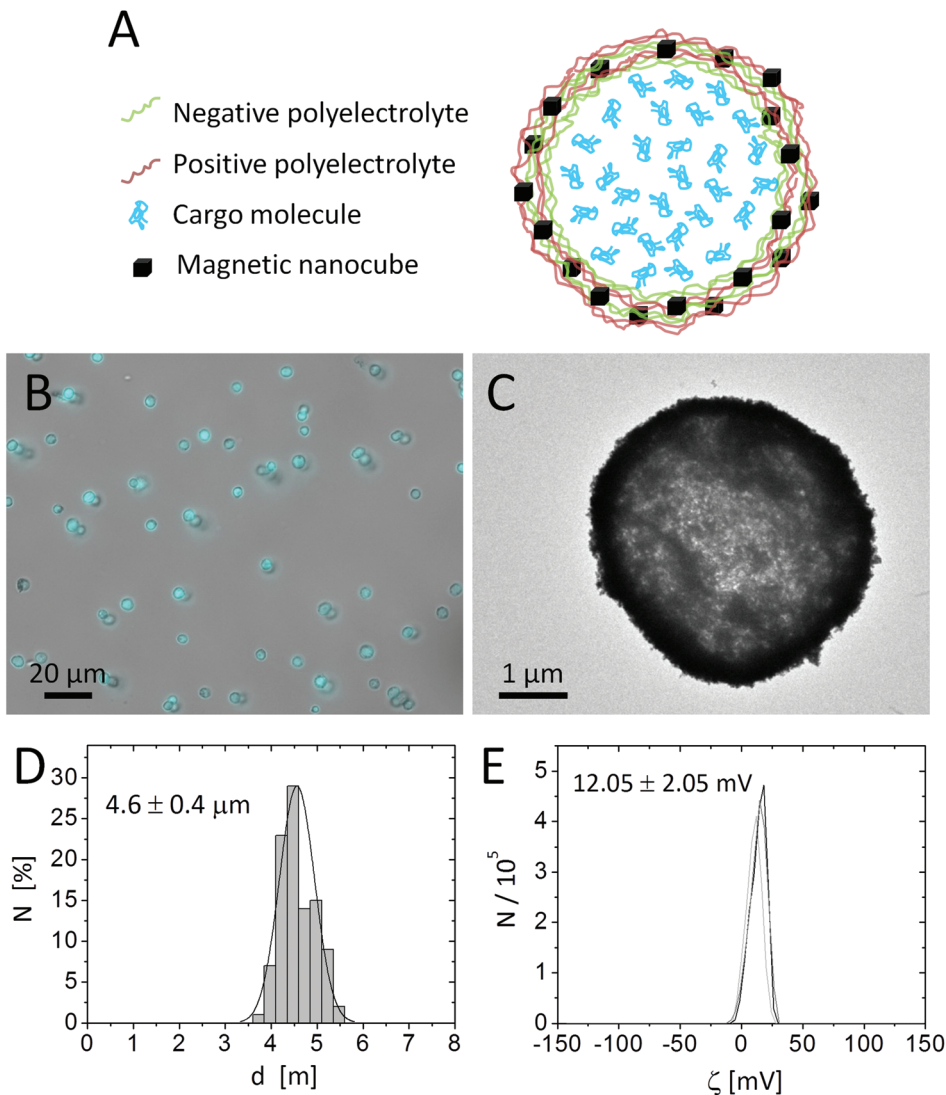 A
Negative polyelectrolyte
Positive polyelectrolyte
Cargo molecule
Magnetic nanocube
B
20 µm
C
1 µm
D
4.6 ± 0.4 µm
30
25
20
15
10
5
0
N [%]
0 1 2 3 4 5 6 7 8
d [m]
E
12.05 ± 2.05 mV
5
4
3
2
1
0
N / 10⁵
-150 -100 -50 0 50 100 150
ζ [mV]